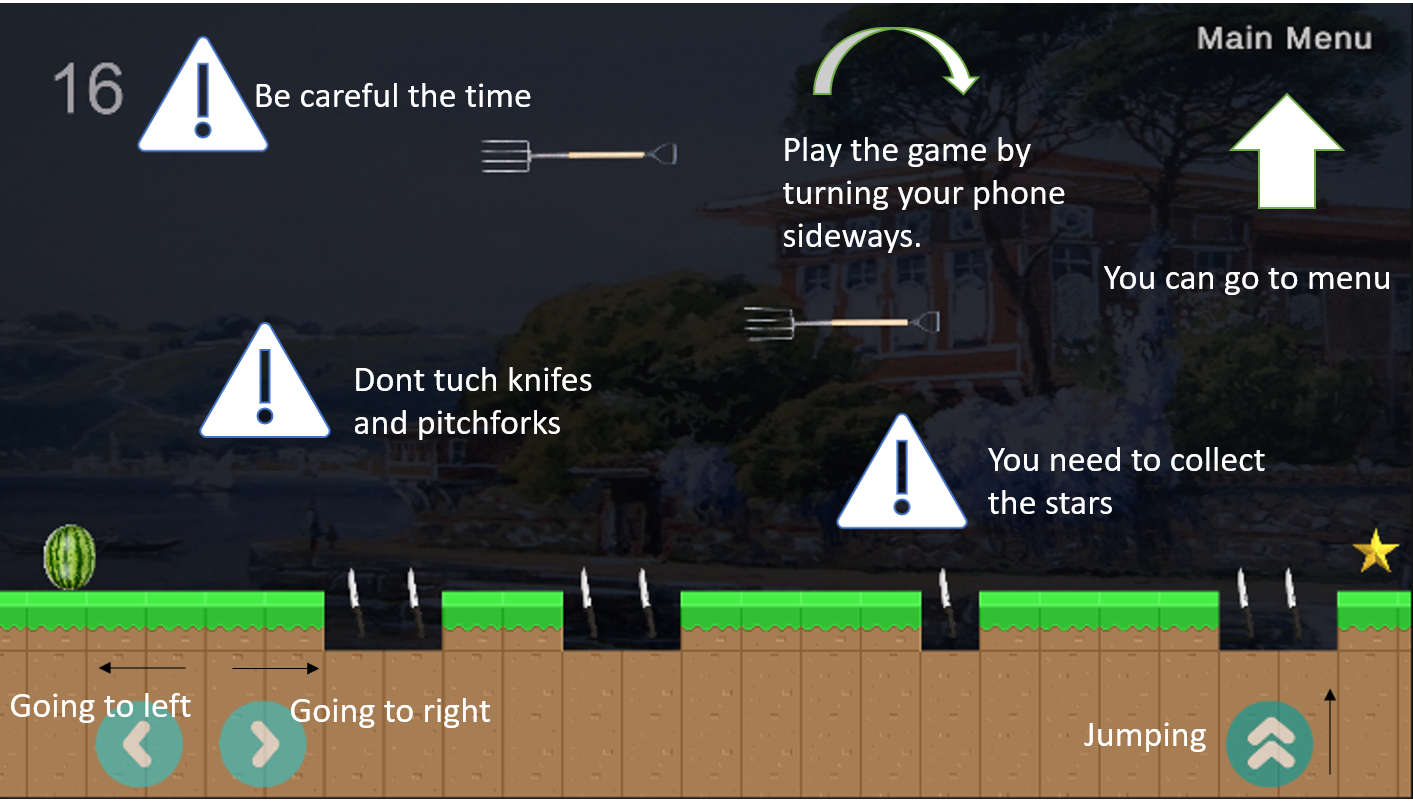 Main Menu
16
Be careful the time
Play the game by
turning your phone
sideways.
You can go to menu
Dont tuch knifes
and pitchforks
You need to collect
the stars
Going to left
Going to right
Jumping